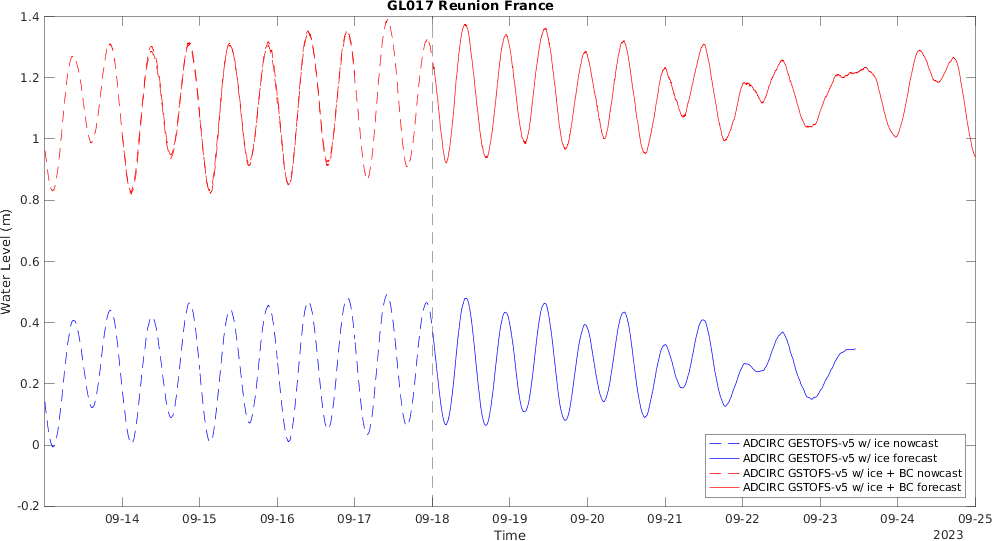 GL017 Reunion France
1.4
1.2
1
0.8
0.6
0.4
0.2
0
-0.2
Water Level (m)
09-14 09-15 09-16 09-17 09-18 09-19 09-20 09-21 09-22 09-23 09-24 09-25
Time
2023
ADCIRC GESTOFS-v5 w/ ice nowcast
ADCIRC GESTOFS-v5 w/ ice forecast
ADCIRC GSTOFS-v5 w/ ice + BC nowcast
ADCIRC GSTOFS-v5 w/ ice + BC forecast